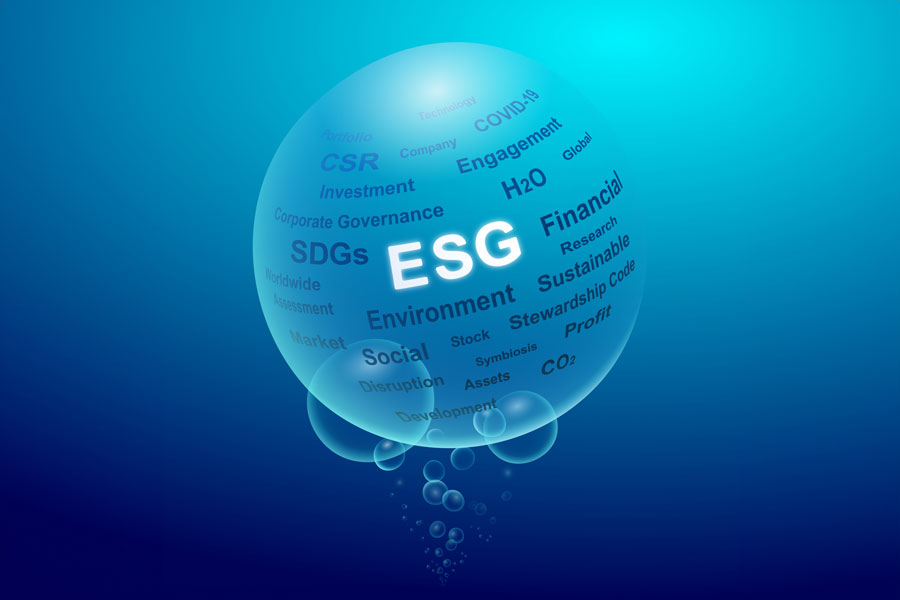 Technology
COVID-19
Portfolio
Company
Engagement
Global
CSR
Investment
H2O
Corporate Governance
Financial
SDGs
ESG
Research
Worldwide
Sustainable
Assessment
Environment
Stewardship Code
Market
Stock
Profit
Social
Symbiosis
CO2
Disruption
Assets
Development